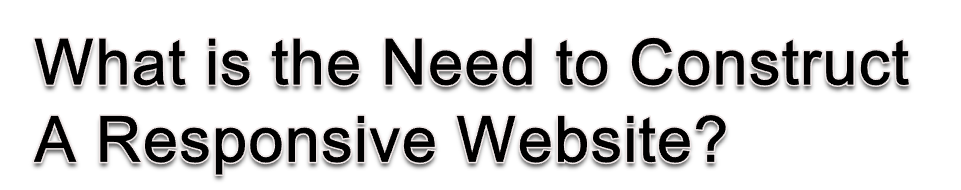 What is the Need to Construct
A Responsive Website?